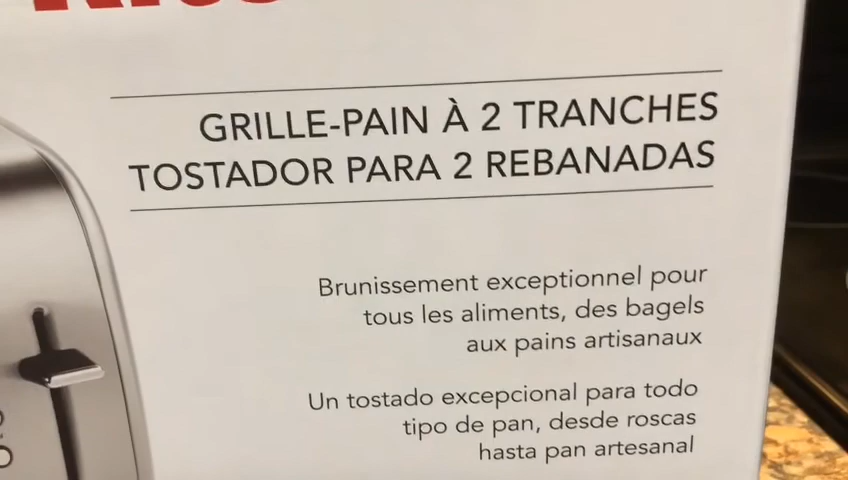 GRILLE-PAIN À 2 TRANCHES
TOSTADOR PARA 2 REBANADAS
Brunissement exceptionnel pour
tous les aliments, des bagels
aux pains artisanaux
Un tostado excepcional para todo
tipo de pan, desde roscas
hasta pan artesanal